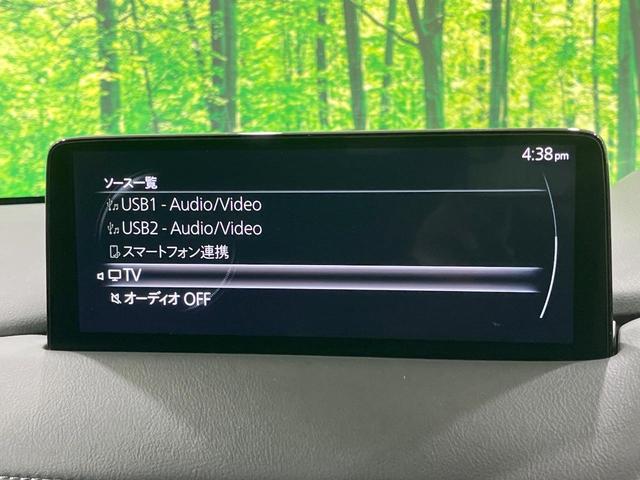 4:38pm
ソース一覧
USB1 - Audio/Video
USB2 - Audio/Video
スマートフォン連携
TV
オーディオ OFF